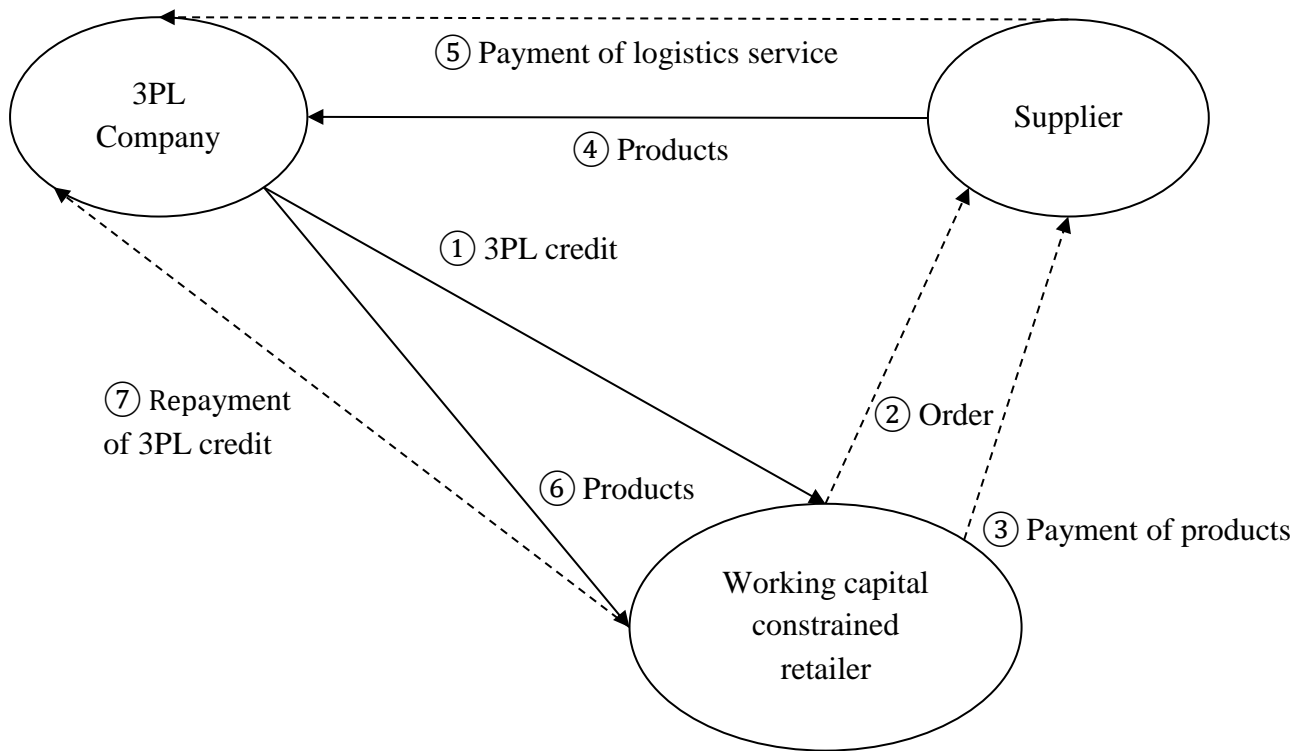 ⑤ Payment of logistics service
3PL
Company
Supplier
④ Products
① 3PL credit
⑦ Repayment
of 3PL credit
② Order
⑥ Products
③ Payment of products
Working capital
constrained
retailer